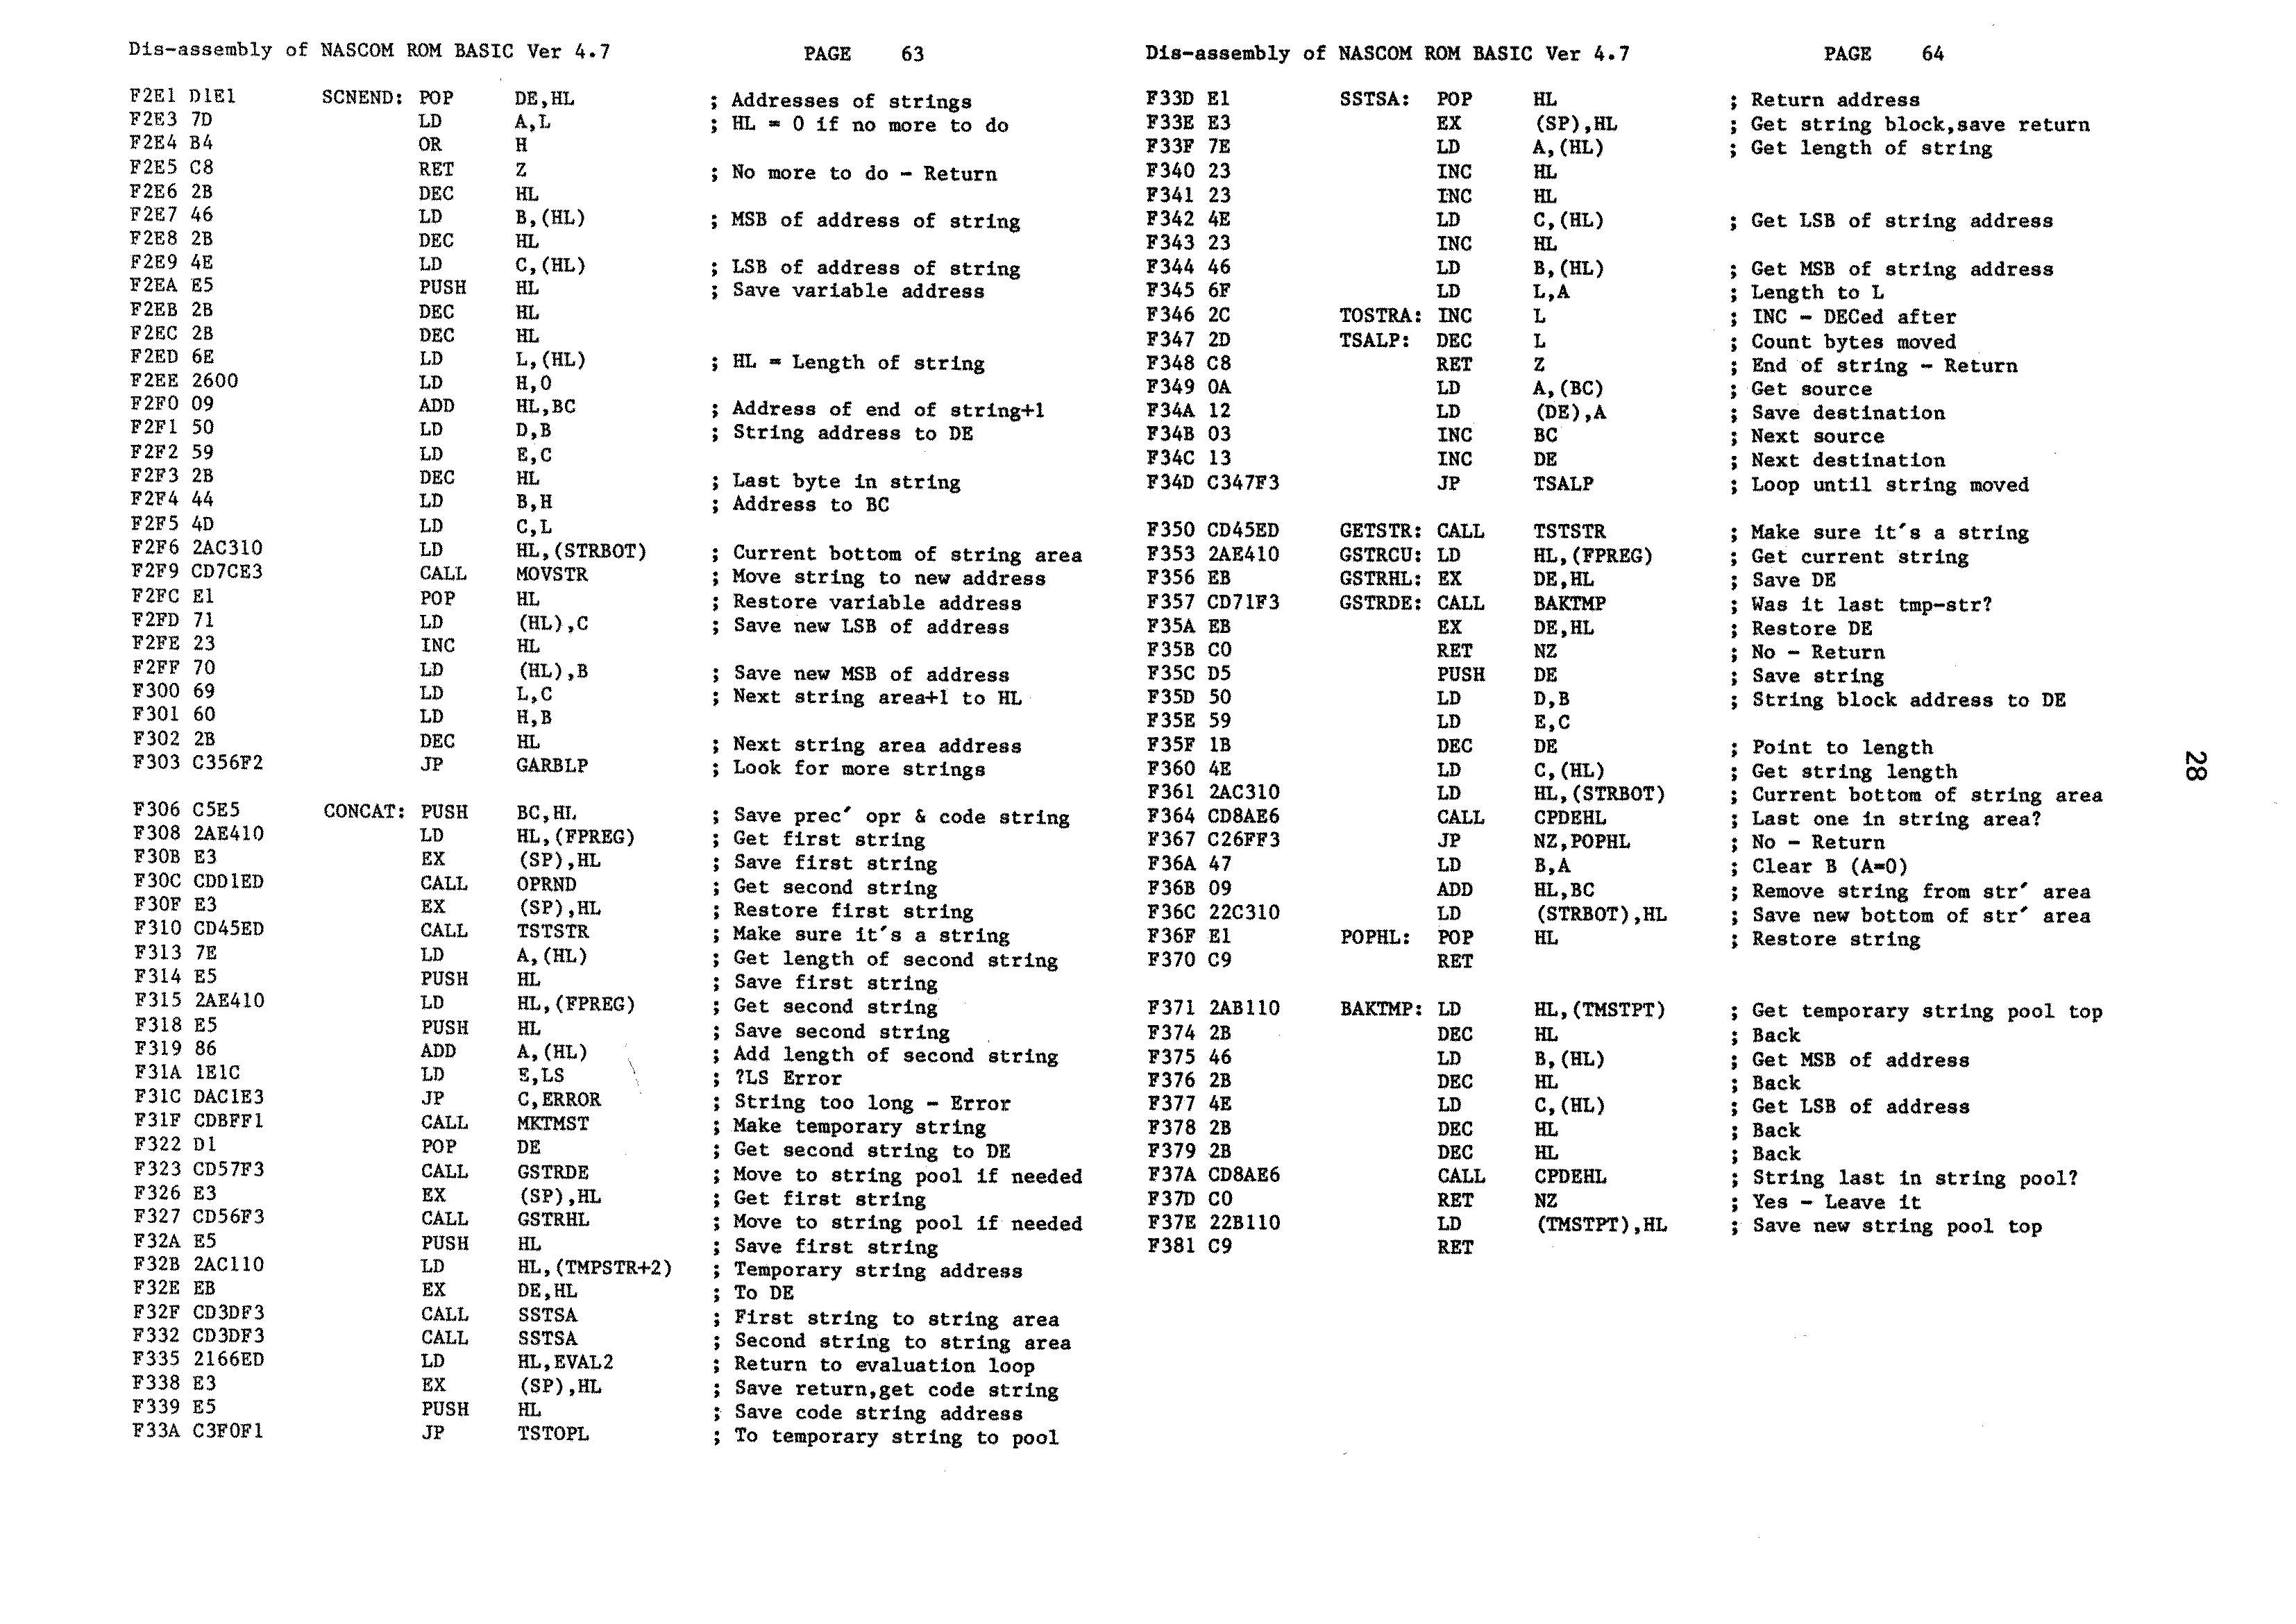 Dis-assembly of NASCOM ROM BASIC Ver 4.7 PAGE 63
F2E1 D1E1 SCNEND: POP DE,HL ; Addresses of strings
F2E3 7D LD A,L ; HL = 0 if no more to do
F2E4 B4 OR H
F2E5 C8 RET Z ; No more to do - Return
F2E6 2B DEC HL
F2E7 46 LD B,(HL) ; MSB of address of string
F2E8 2B DEC HL
F2E9 4E LD C,(HL) ; LSB of address of string
F2EA E5 PUSH HL ; Save variable address
F2EB 2B DEC HL
F2EC 2B DEC HL
F2ED 6E LD L,(HL) ; HL = Length of string
F2EE 2600 LD H,0
F2F0 09 ADD HL,BC ; Address of end of string+1
F2F1 50 LD D,B ; String address to DE
F2F2 59 LD E,C
F2F3 2B DEC HL ; Last byte in string
F2F4 44 LD B,H ; Address to BC
F2F5 4D LD C,L
F2F6 2AC310 LD HL,(STRBOT) ; Current bottom of string area
F2F9 CD7CE3 CALL MOVSTR ; Move string to new address
F2FC E1 POP HL ; Restore variable address
F2FD 71 LD (HL),C ; Save new LSB of address
F2FE 23 INC HL
F2FF 70 LD (HL),B ; Save new MSB of address
F300 69 LD L,C ; Next string area+1 to HL
F301 60 LD H,B
F302 2B DEC HL ; Next string area address
F303 C356F2 JP GARBLP ; Look for more strings
F306 C5E5 CONCAT: PUSH BC,HL ; Save prec' opr & code string
F308 2AE410 LD HL,(FPREG) ; Get first string
F30B E3 EX (SP),HL ; Save first string
F30C CDD1ED CALL OPRND ; Get second string
F30F E3 EX (SP),HL ; Restore first string
F310 CD45ED CALL TSTSTR ; Make sure it's a string
F313 7E LD A,(HL) ; Get length of second string
F314 E5 PUSH HL ; Save first string
F315 2AE410 LD HL,(FPREG) ; Get second string
F318 E5 PUSH HL ; Save second string
F319 86 ADD A,(HL) ; Add length of second string
F31A 1E1C LD E,LS ; ?LS Error
F31C DAC1E3 JP C,ERROR ; String too long - Error
F31F CDBFF1 CALL MKTMST ; Make temporary string
F322 D1 POP DE ; Get second string to DE
F323 CD57F3 CALL GSTRDE ; Move to string pool if needed
F326 E3 EX (SP),HL ; Get first string
F327 CD56F3 CALL GSTRHL ; Move to string pool if needed
F32A E5 PUSH HL ; Save first string
F32B 2AC110 LD HL,(TMPSTR+2) ; Temporary string address
F32E EB EX DE,HL ; To DE
F32F CD3DF3 CALL SSTSA ; First string to string area
F332 CD3DF3 CALL SSTSA ; Second string to string area
F335 2166ED LD HL,EVAL2 ; Return to evaluation loop
F338 E3 EX (SP),HL ; Save return,get code string
F339 E5 PUSH HL ; Save code string address
F33A C3F0F1 JP TSTOPL ; To temporary string to pool
Dis-assembly of NASCOM ROM BASIC Ver 4.7 PAGE 64
F33D E1 SSTSA: POP HL ; Return address
F33E E3 EX (SP),HL ; Get string block,save return
F33F 7E LD A,(HL) ; Get length of string
F340 23 INC HL
F341 23 INC HL
F342 4E LD C,(HL) ; Get LSB of string address
F343 23 INC HL
F344 46 LD B,(HL) ; Get MSB of string address
F345 6F LD L,A ; Length to L
F346 2C TOSTRA: INC L ; INC - DECed after
F347 2D TSALP: DEC L ; Count bytes moved
F348 C8 RET Z ; End of string - Return
F349 0A LD A,(BC) ; Get source
F34A 12 LD (DE),A ; Save destination
F34B 03 INC BC ; Next source
F34C 13 INC DE ; Next destination
F34D C347F3 JP TSALP ; Loop until string moved
F350 CD45ED GETSTR: CALL TSTSTR ; Make sure it's a string
F353 2AE410 GSTRCU: LD HL,(FPREG) ; Get current string
F356 EB GSTRHL: EX DE,HL ; Save DE
F357 CD71F3 GSTRDE: CALL BAKTMP ; Was it last tmp-str?
F35A EB EX DE,HL ; Restore DE
F35B C0 RET NZ ; No - Return
F35C D5 PUSH DE ; Save string
F35D 50 LD D,B ; String block address to DE
F35E 59 LD E,C
F35F 1B DEC DE ; Point to length
F360 4E LD C,(HL) ; Get string length
F361 2AC310 LD HL,(STRBOT) ; Current bottom of string area
F364 CD8AE6 CALL CPDEHL ; Last one in string area?
F367 C26FF3 JP NZ,POPHL ; No - Return
F36A 47 LD B,A ; Clear B (A=0)
F36B 09 ADD HL,BC ; Remove string from str' area
F36C 22C310 LD (STRBOT),HL ; Save new bottom of str' area
F36F E1 POPHL: POP HL ; Restore string
F370 C9 RET
F371 2AB110 BAKTMP: LD HL,(TMSTPT) ; Get temporary string pool top
F374 2B DEC HL ; Back
F375 46 LD B,(HL) ; Get MSB of address
F376 2B DEC HL ; Back
F377 4E LD C,(HL) ; Get LSB of address
F378 2B DEC HL ; Back
F379 2B DEC HL ; Back
F37A CD8AE6 CALL CPDEHL ; String last in string pool?
F37D C0 RET NZ ; Yes - Leave it
F37E 22B110 LD (TMSTPT),HL ; Save new string pool top
F381 C9 RET
28